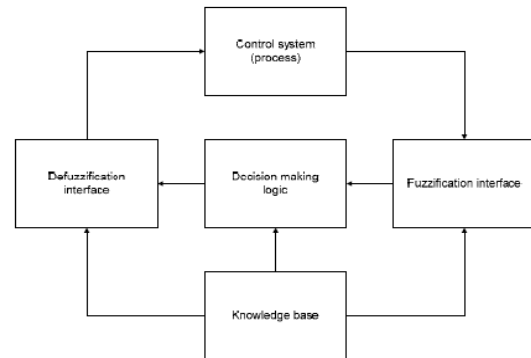 Control system
(process)
Defuzzification
interface
Decision making
logic
Fuzzification interface
Knowledge base